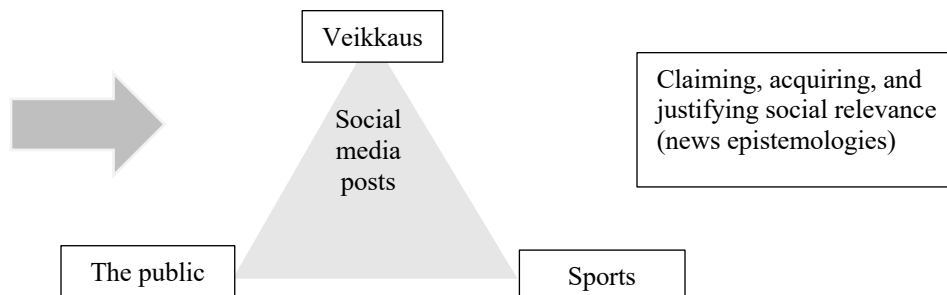 Veikkaus
Claiming, acquiring, and
justifying social relevance
(news epistemologies)
Social
media
posts
The public
Sports